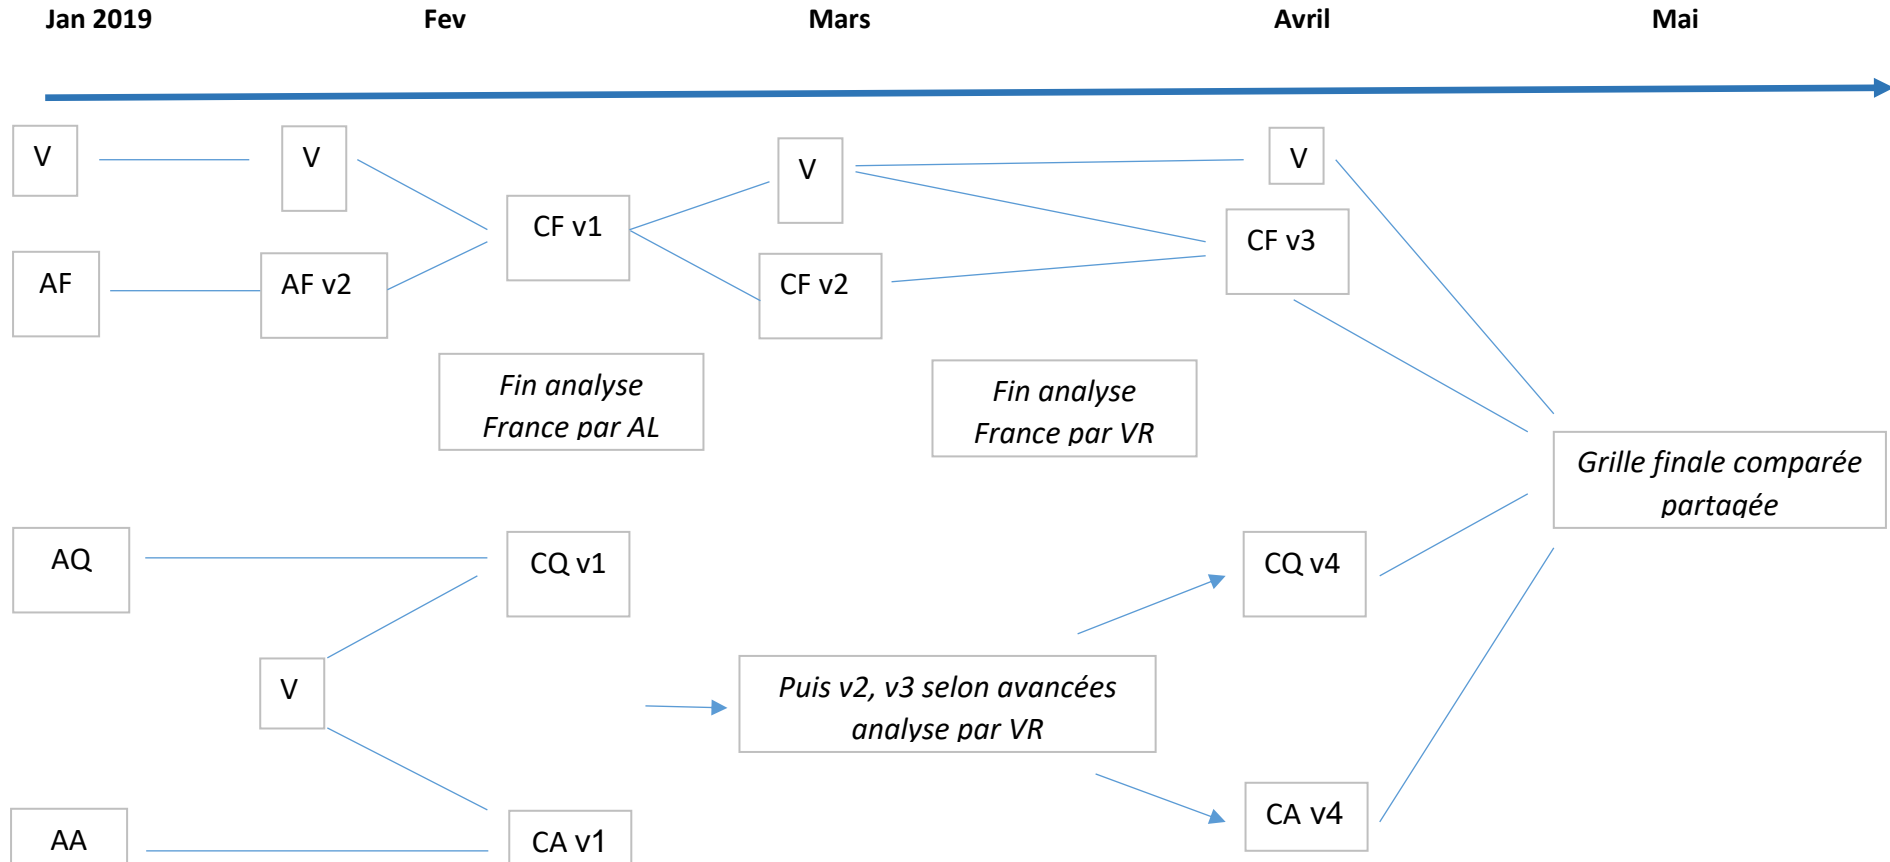 Jan 2019 Fev Mars Avril Mai
V V V V
CF v1 CF v3
AF AF v2 CF v2
Fin analyse
France par AL
Fin analyse
France par VR
Grille finale comparée
partagée
AQ CQ v1 CQ v4
V
Puis v2, v3 selon avancées
analyse par VR
AA CA v1 CA v4